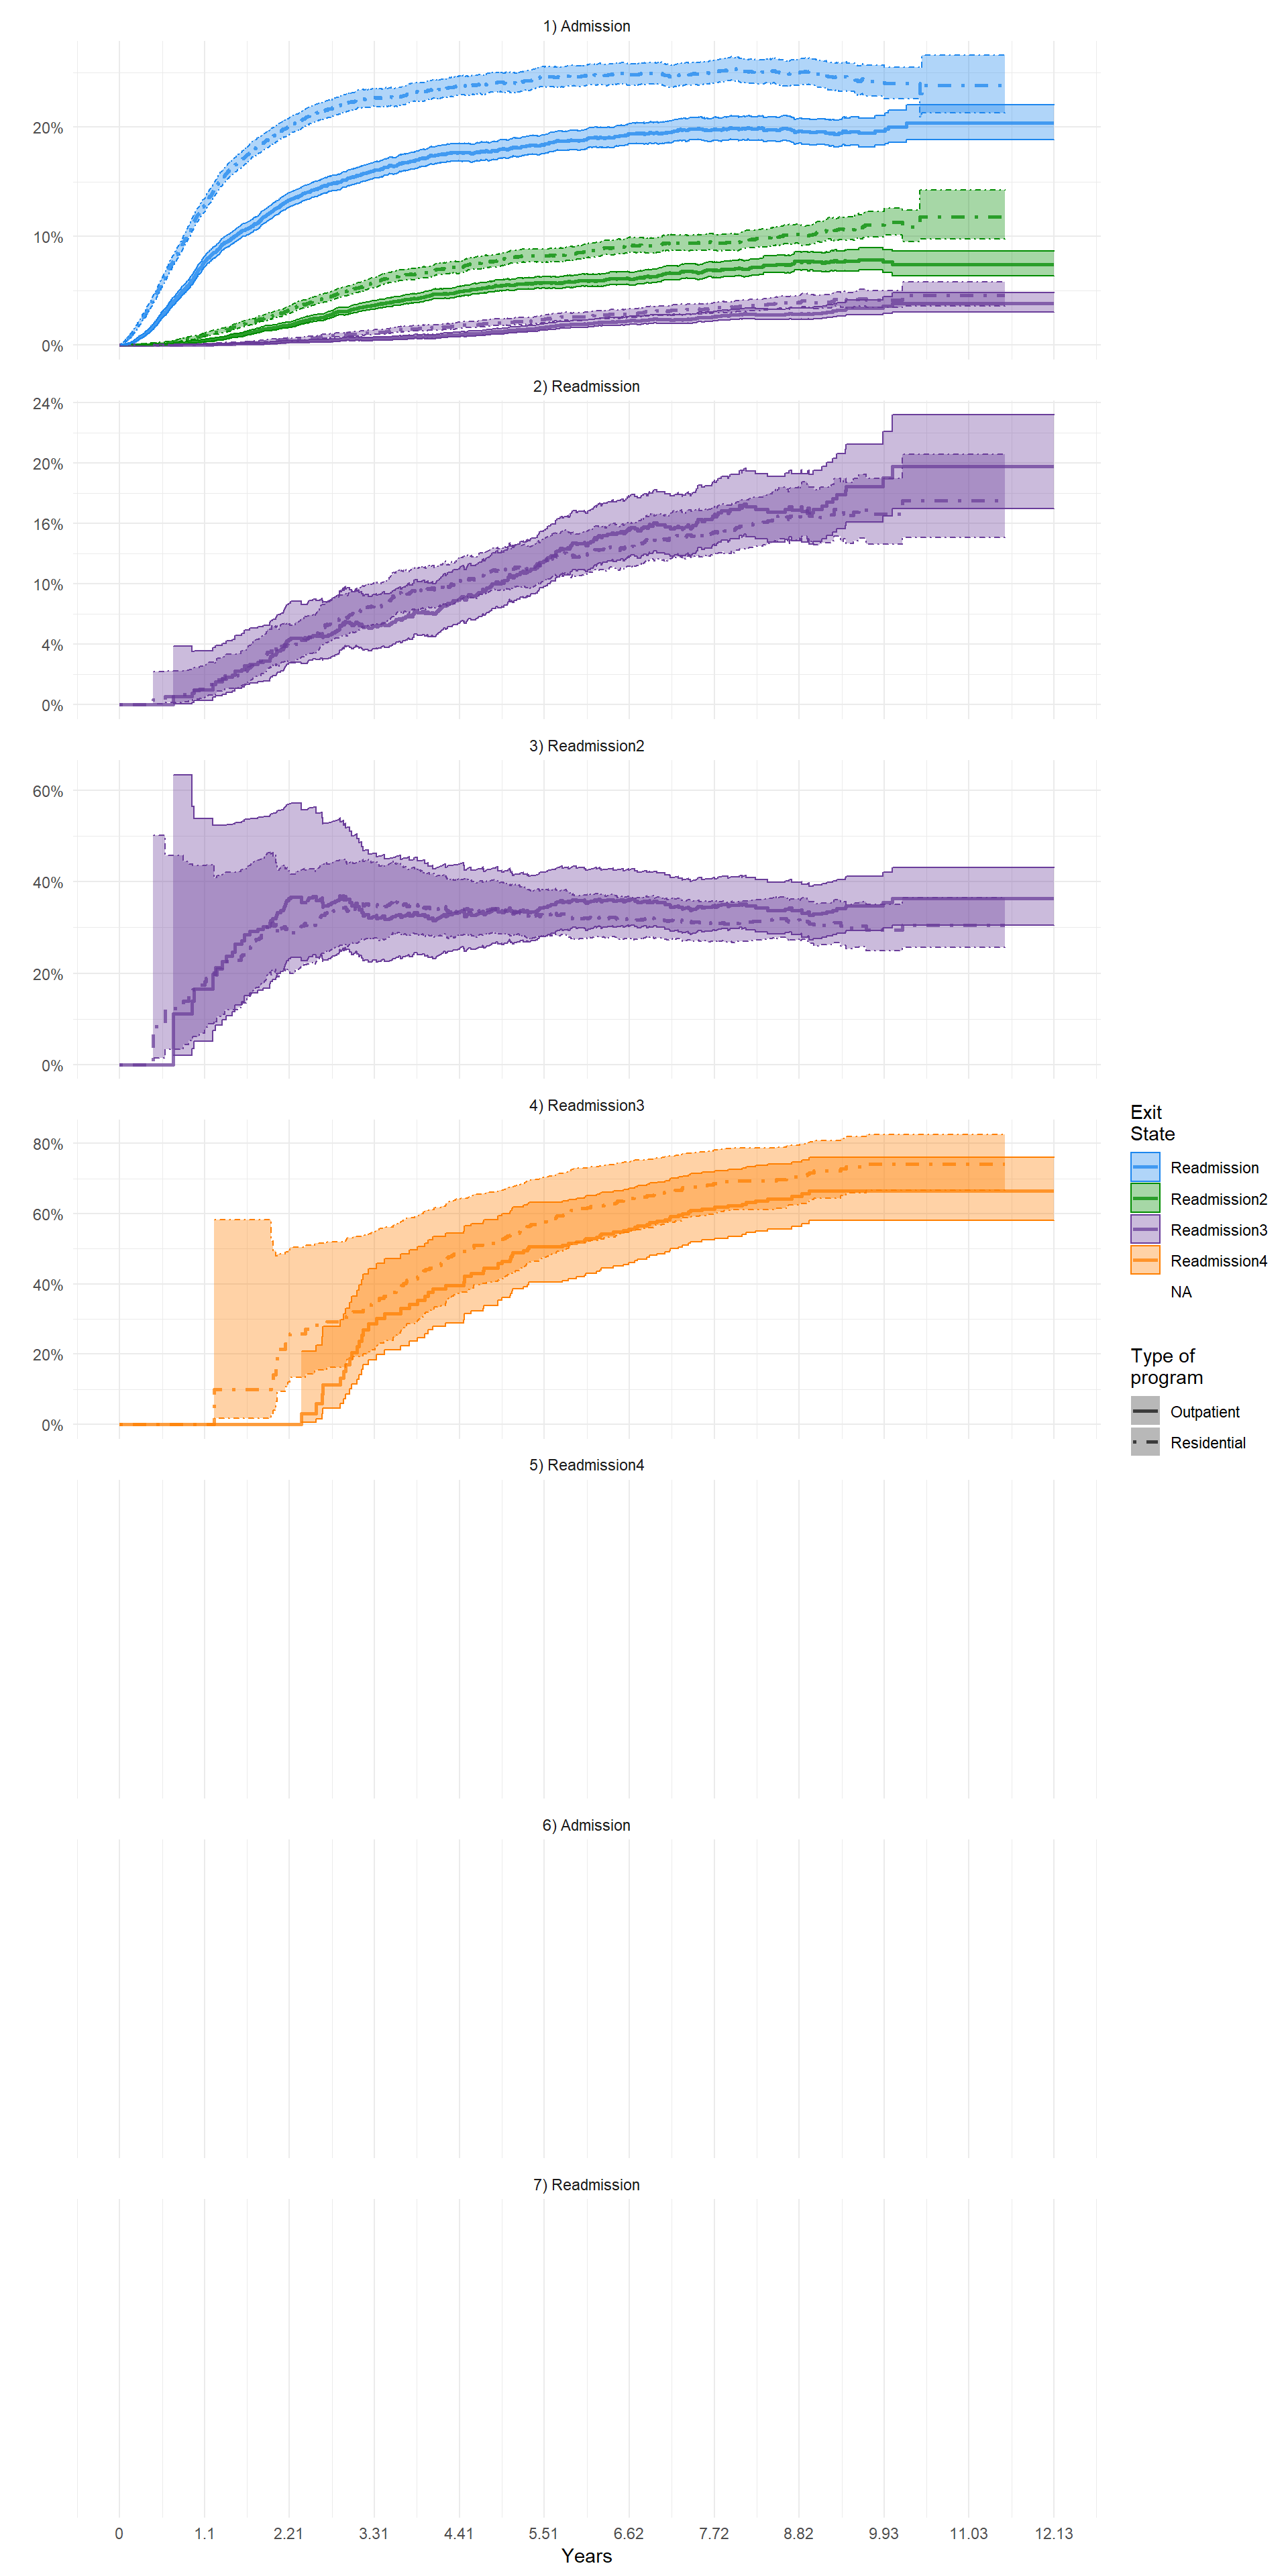 1) Admission
20%
10%
0%
2) Readmission
24%
20%
16%
10%
4%
0%
3) Readmission2
60%
40%
20%
0%
4) Readmission3
80%
60%
40%
20%
0%
Exit
State
Readmission
Readmission2
Readmission3
Readmission4
NA
Type of
program
Outpatient
Residential
5) Readmission4
6) Admission
7) Readmission
0 1.1 2.21 3.31 4.41 5.51 6.62 7.72 8.82 9.93 11.03 12.13
Years